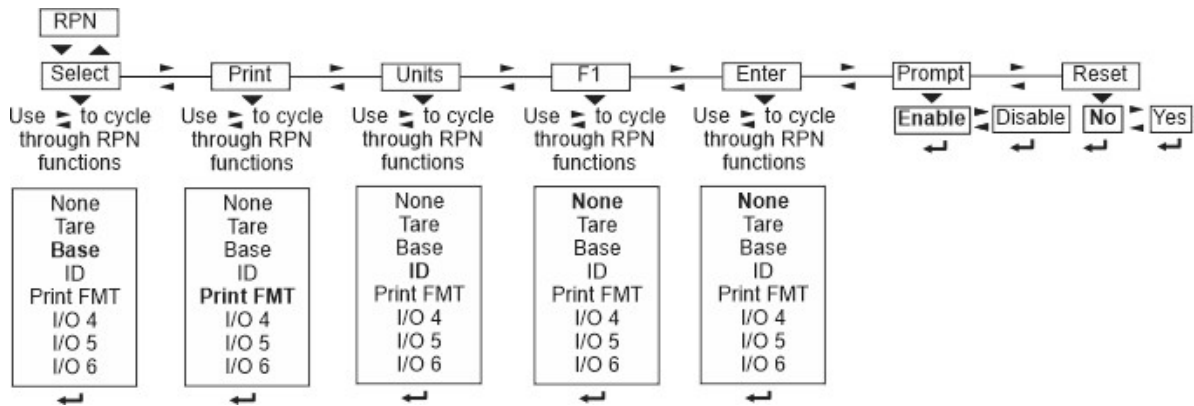 RPN
Select Print Units F1 Enter Prompt Reset
Use to cycle through RPN functions
Use to cycle through RPN functions
Use to cycle through RPN functions
Use to cycle through RPN functions
Use to cycle through RPN functions
Enable Disable No Yes
None
Tare
Base
ID
Print FMT
I/O 4
I/O 5
I/O 6
None
Tare
Base
ID
Print FMT
I/O 4
I/O 5
I/O 6
None
Tare
Base
ID
Print FMT
I/O 4
I/O 5
I/O 6
None
Tare
Base
ID
Print FMT
I/O 4
I/O 5
I/O 6
None
Tare
Base
ID
Print FMT
I/O 4
I/O 5
I/O 6